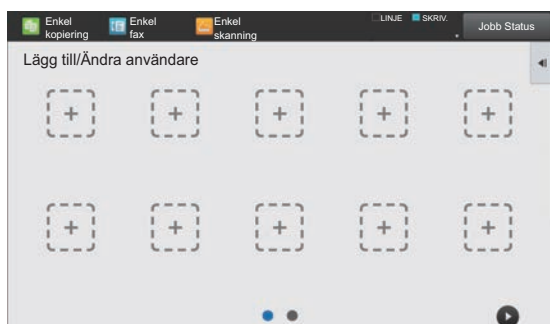 Enkel
kopiering
Enkel
fax
Enkel
skanning
LINJE
SKRIV.
Jobb Status
Lägg till/Ändra användare